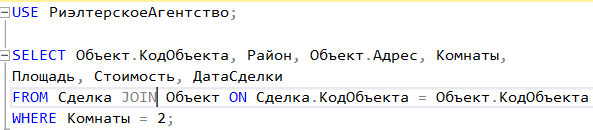 USE РиэлтерскоеАгентство;
SELECT Объект.КодОбъекта, Район, Объект.Адрес, Комнаты,
Площадь, Стоимость, ДатаСделки
FROM Сделка JOIN Объект ON Сделка.КодОбъекта = Объект.КодОбъекта
WHERE Комнаты = 2;